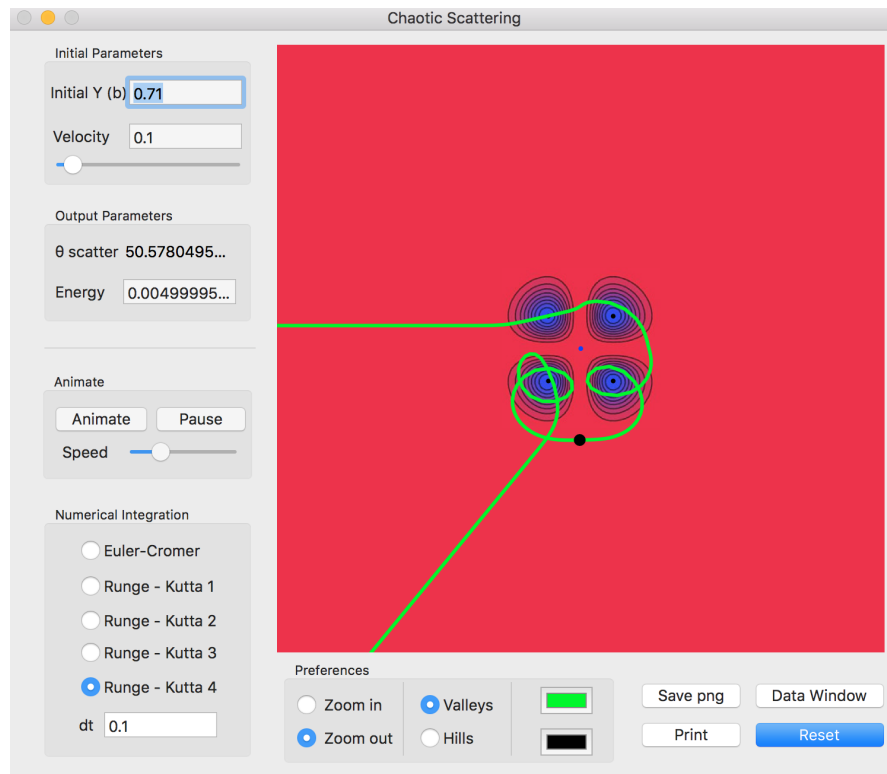 Chaotic Scattering
Initial Parameters
Initial Y (b) 0.71
Velocity 0.1
Output Parameters
θ scatter 50.5780495...
Energy 0.00499995...
Animate
Animate Pause
Speed
Numerical Integration
Euler-Cromer
Runge - Kutta 1
Runge - Kutta 2
Runge - Kutta 3
Runge - Kutta 4
dt 0.1
Preferences
Zoom in Valleys
Zoom out Hills
Save png Data Window
Print Reset